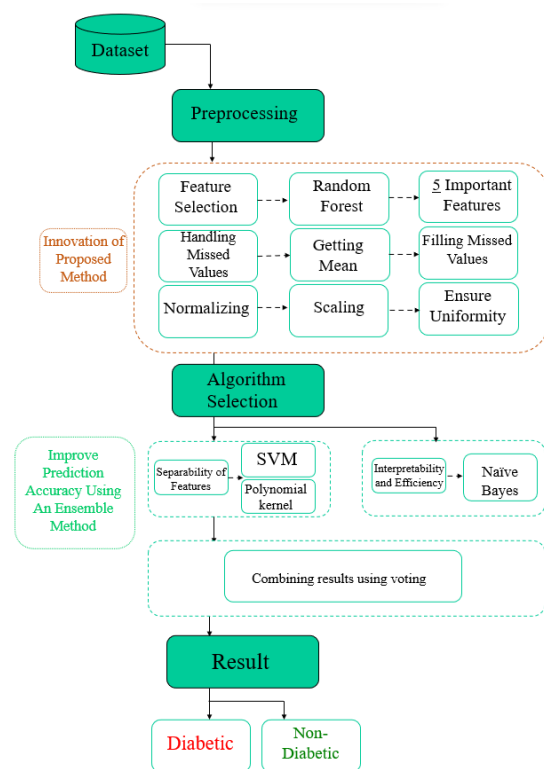 Dataset
Preprocessing
Feature
Selection
Random
Forest
5 Important
Features
Innovation of
Proposed
Method
Handling
Missed
Values
Getting
Mean
Filling Missed
Values
Normalizing
Scaling
Ensure
Uniformity
Algorithm
Selection
Improve
Prediction
Accuracy Using
An Ensemble
Method
Separability of
Features
SVM
Polynomial
kernel
Interpretability
and Efficiency
Naïve
Bayes
Combining results using voting
Result
Diabetic
Non-
Diabetic